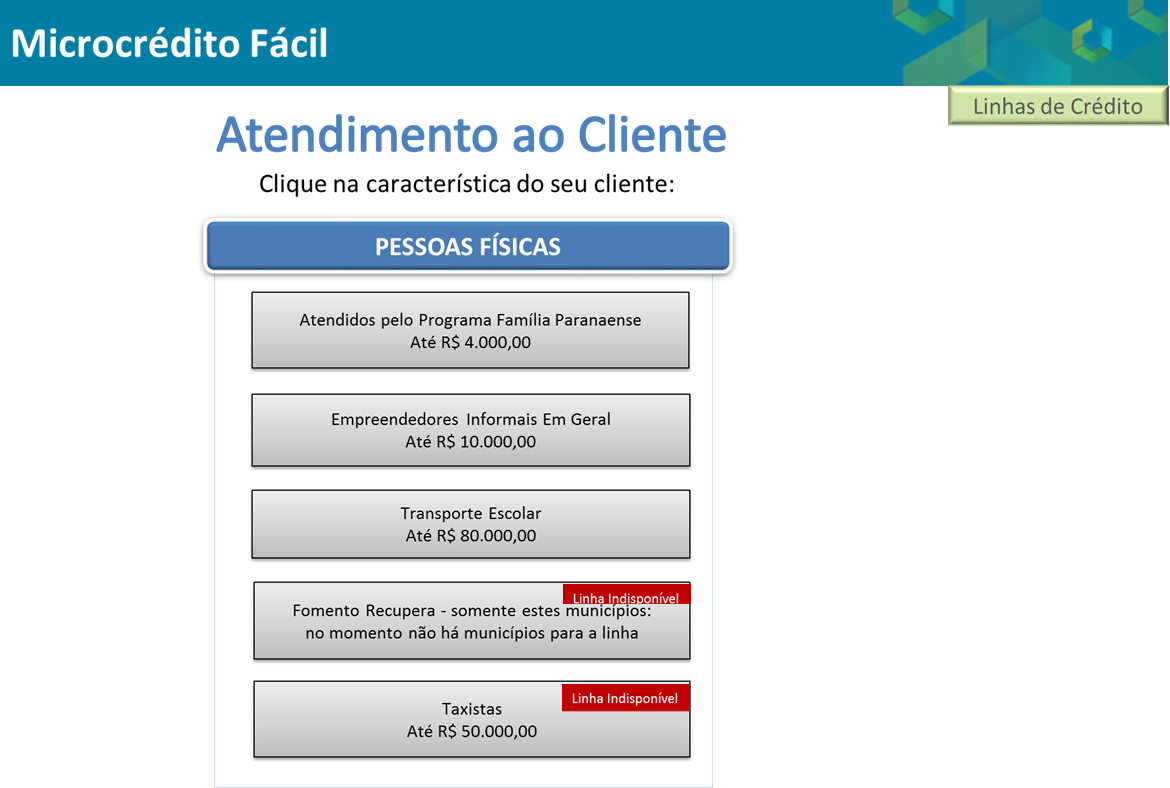 Microcrédito Fácil
Linhas de Crédito
Atendimento ao Cliente
Clique na característica do seu cliente:
PESSOAS FÍSICAS
Atendidos pelo Programa Família Paranaense
Até R$ 4.000,00
Empreendedores Informais Em Geral
Até R$ 10.000,00
Transporte Escolar
Até R$ 80.000,00
Linha Indisponível
Fomento Recupera - somente estes municípios:
no momento não há municípios para a linha
Linha Indisponível
Taxistas
Até R$ 50.000,00